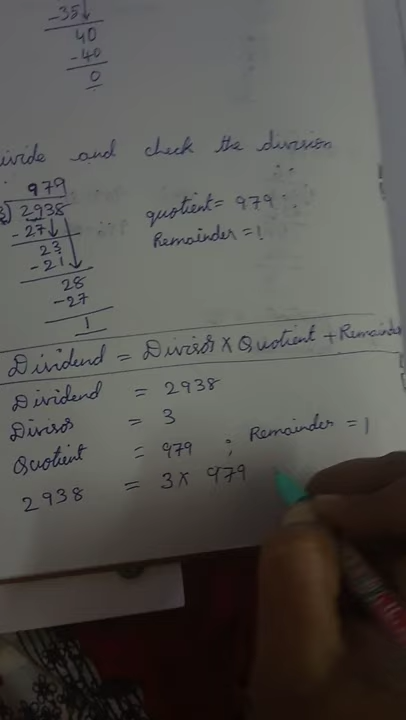 -35↓
40
-40
0
ivide and check the division
979
3)2938
-27↓
quotient = 979
23
Remainder = 1
-21↓
28
-27
1
Dividend = Divisor x Quotient + Remainder
Dividend = 2938
Divisor = 3
Quotient = 979 ; Remainder = 1
2938 = 3 x 979